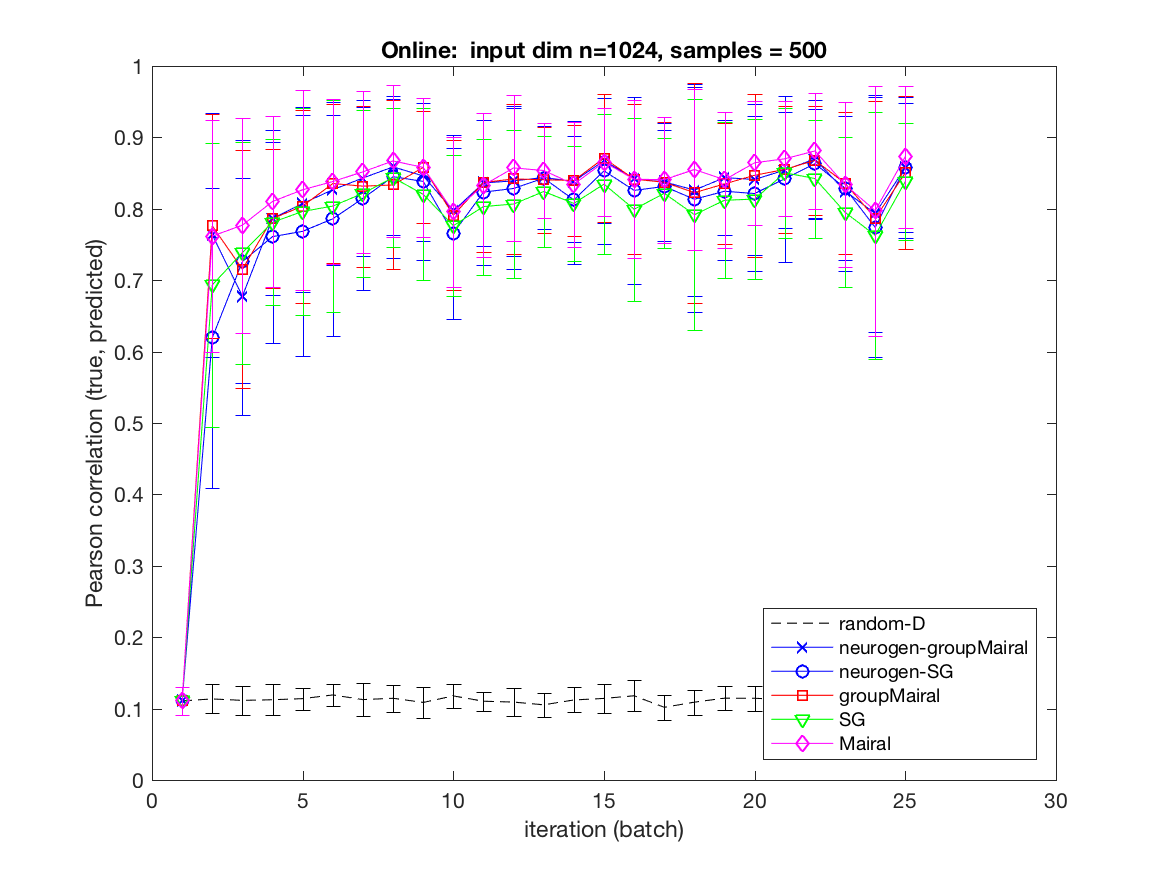 Online:  input dim n=1024, samples = 500
1
0.9
0.8
0.7
0.6
0.5
0.4
0.3
0.2
0.1
0
Pearson correlation (true, predicted)
random-D
neurogen-groupMairal
neurogen-SG
groupMairal
SG
Mairal
0 5 10 15 20 25 30
iteration (batch)